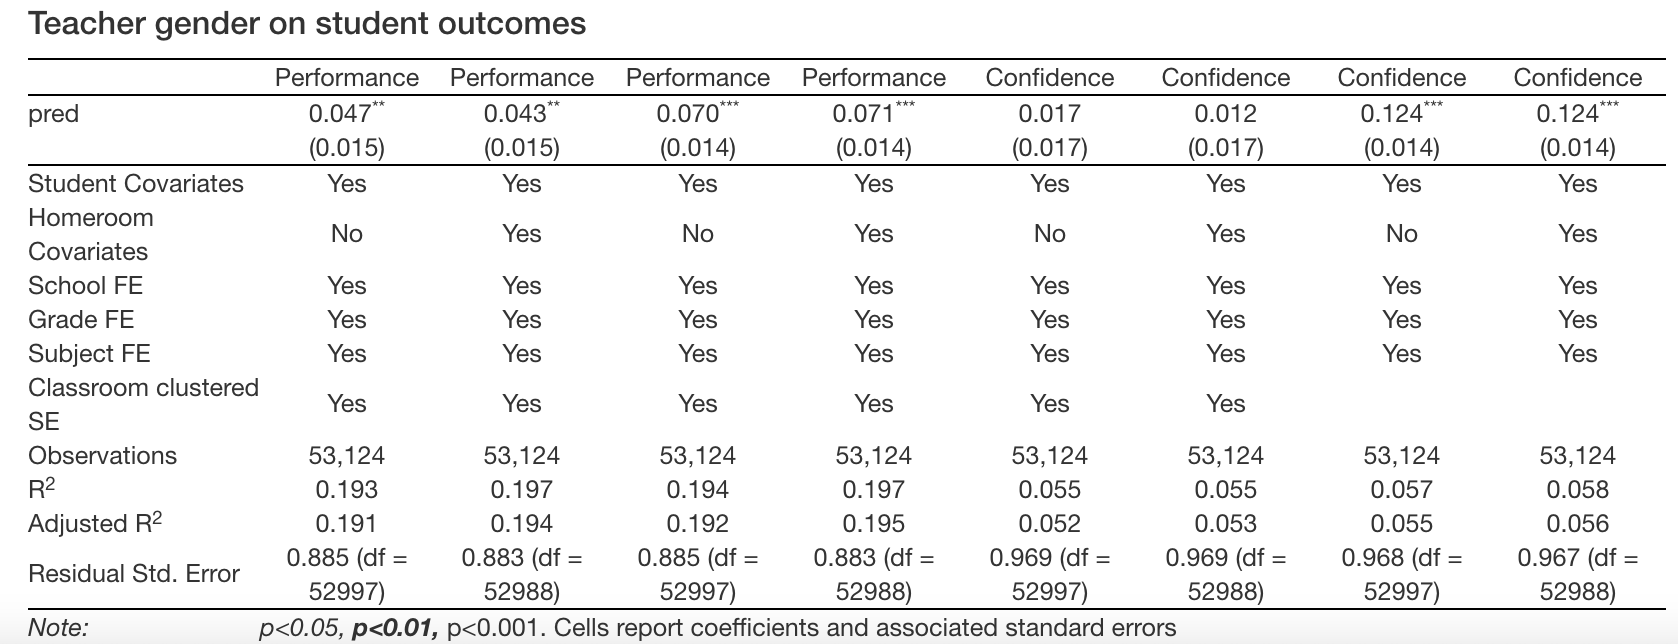 Teacher gender on student outcomes
Performance Performance Performance Performance Confidence Confidence Confidence Confidence
pred 0.047** 0.043** 0.070*** 0.071*** 0.017 0.012 0.124*** 0.124***
(0.015) (0.015) (0.014) (0.014) (0.017) (0.017) (0.014) (0.014)
Student Covariates Yes Yes Yes Yes Yes Yes Yes Yes
Homeroom
Covariates No Yes No Yes No Yes No Yes
School FE Yes Yes Yes Yes Yes Yes Yes Yes
Grade FE Yes Yes Yes Yes Yes Yes Yes Yes
Subject FE Yes Yes Yes Yes Yes Yes Yes Yes
Classroom clustered
SE Yes Yes Yes Yes Yes Yes
Observations 53,124 53,124 53,124 53,124 53,124 53,124 53,124 53,124
R² 0.193 0.197 0.194 0.197 0.055 0.055 0.057 0.058
Adjusted R² 0.191 0.194 0.192 0.195 0.052 0.053 0.055 0.056
Residual Std. Error 0.885 (df = 0.883 (df = 0.885 (df = 0.883 (df = 0.969 (df = 0.969 (df = 0.968 (df = 0.967 (df =
52997) 52988) 52997) 52988) 52997) 52988) 52997) 52988)
Note: p<0.05, p<0.01, p<0.001. Cells report coefficients and associated standard errors